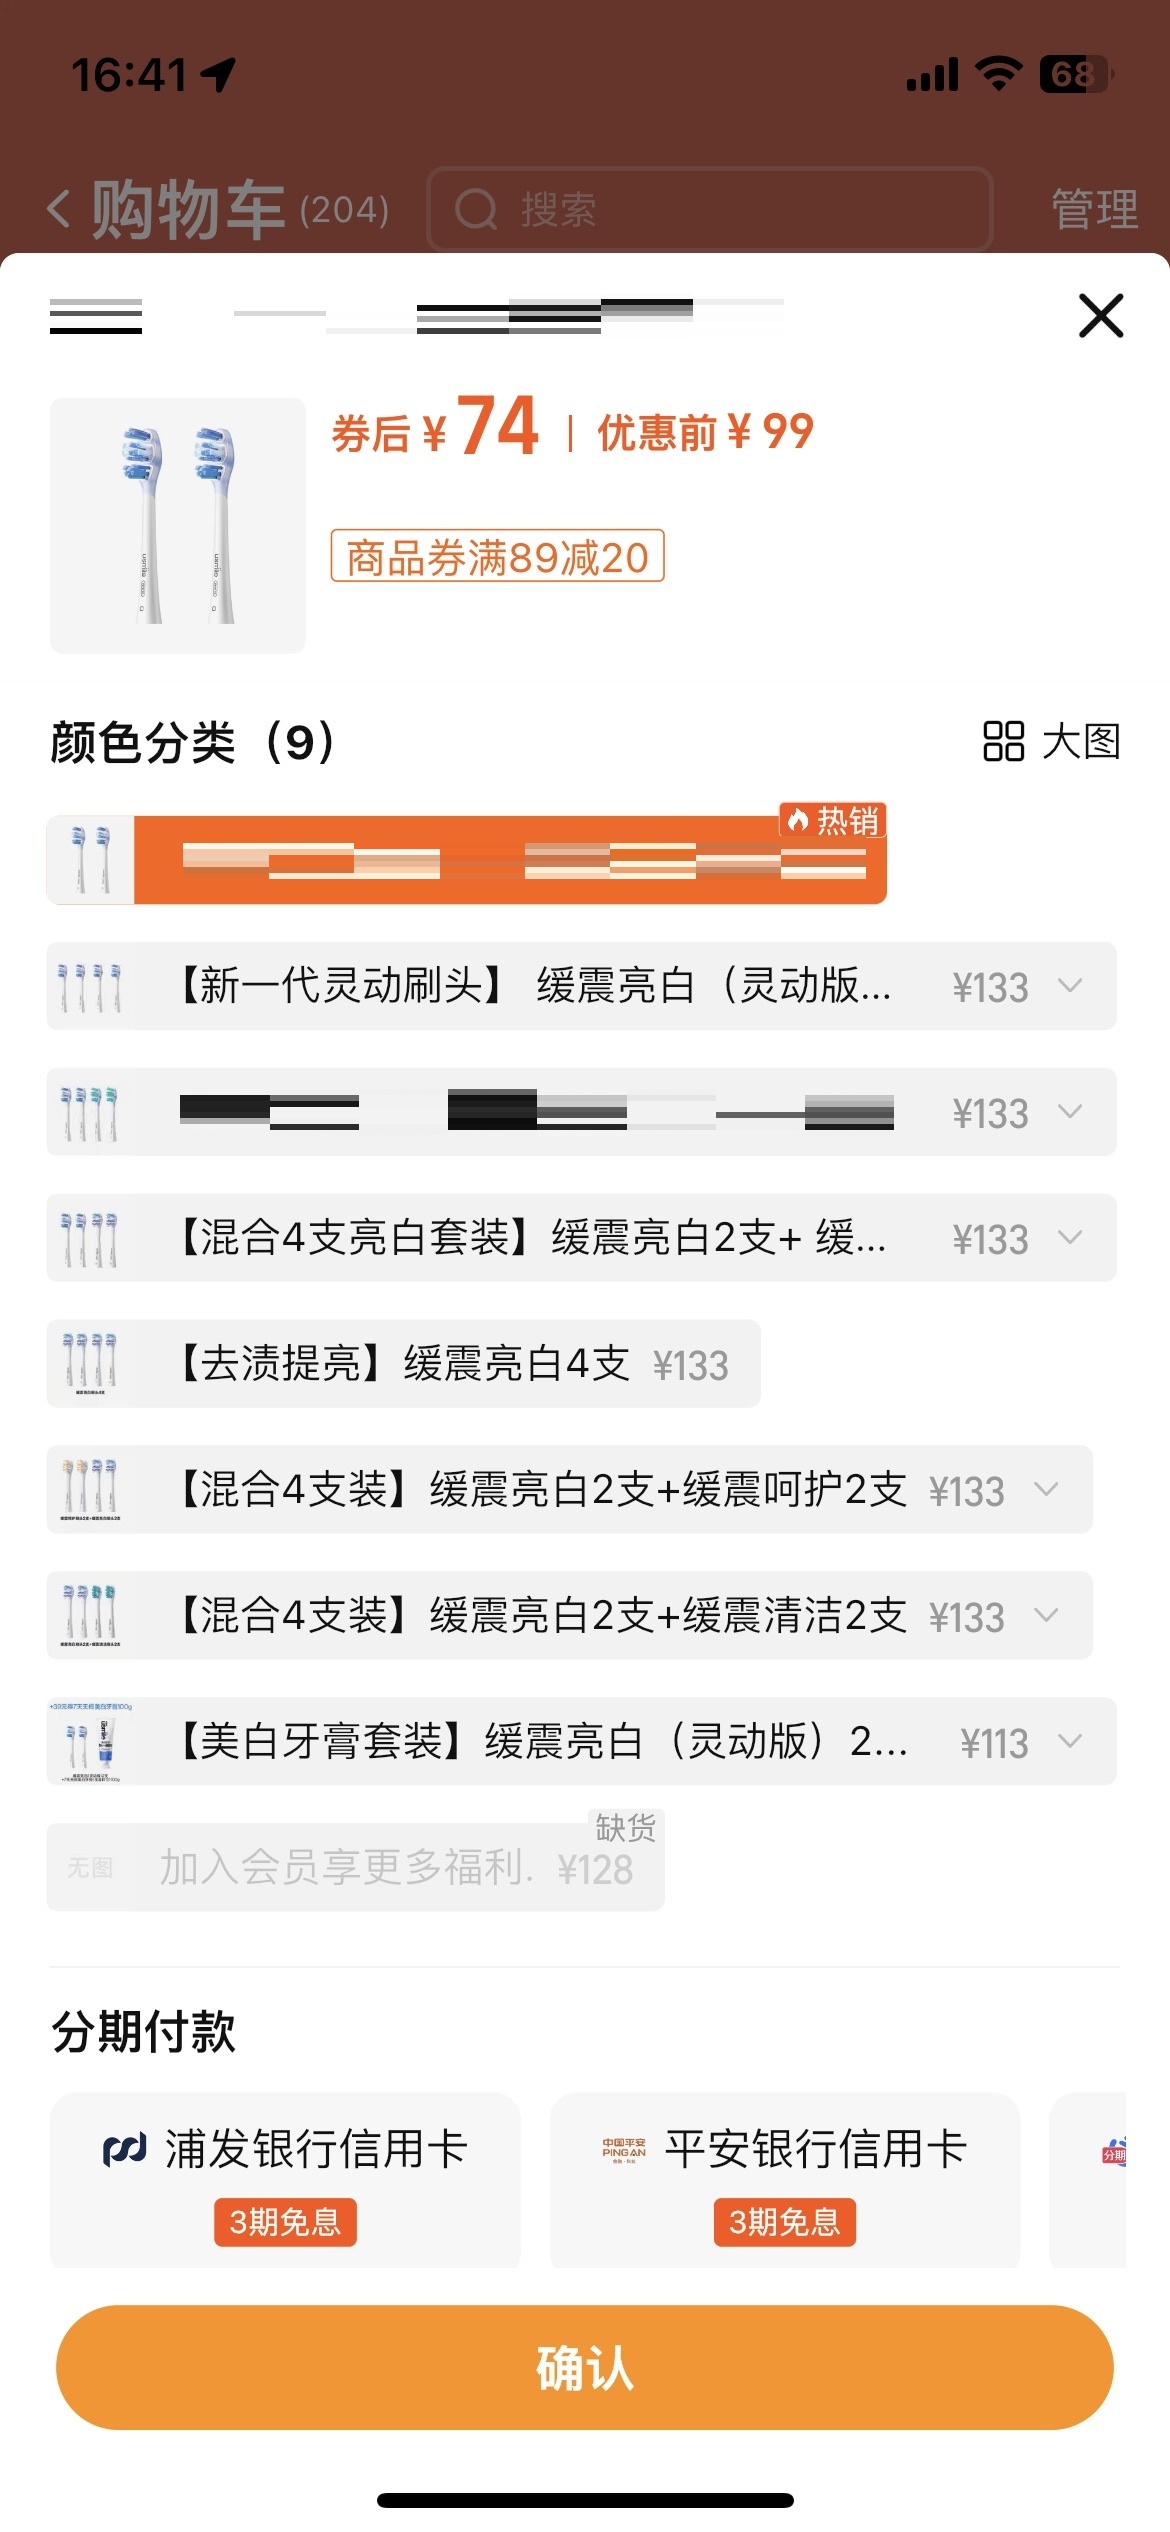 16:41
68
购物车(204)
搜索
管理
券后 ¥74 | 优惠前 ¥99
商品券满89减20
颜色分类（9）
大图
热销
【新一代灵动刷头】 缓震亮白（灵动版... ¥133
¥133
【混合4支亮白套装】缓震亮白2支+ 缓... ¥133
【去渍提亮】缓震亮白4支 ¥133
【混合4支装】缓震亮白2支+缓震呵护2支 ¥133
【混合4支装】缓震亮白2支+缓震清洁2支 ¥133
【美白牙膏套装】缓震亮白（灵动版）2... ¥113
缺货
无图
加入会员享更多福利. ¥128
分期付款
浦发银行信用卡
3期免息
中国平安
PING AN
平安银行信用卡
3期免息
分期
确认